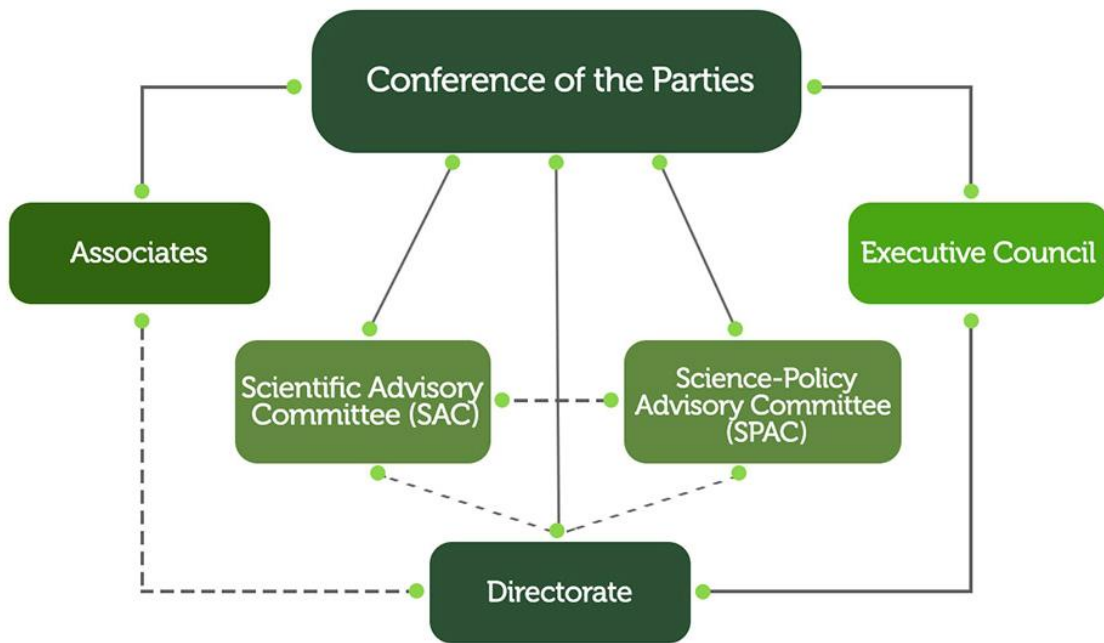 Conference of the Parties
Associates
Executive Council
Scientific Advisory
Committee (SAC)
Science-Policy
Advisory Committee
(SPAC)
Directorate